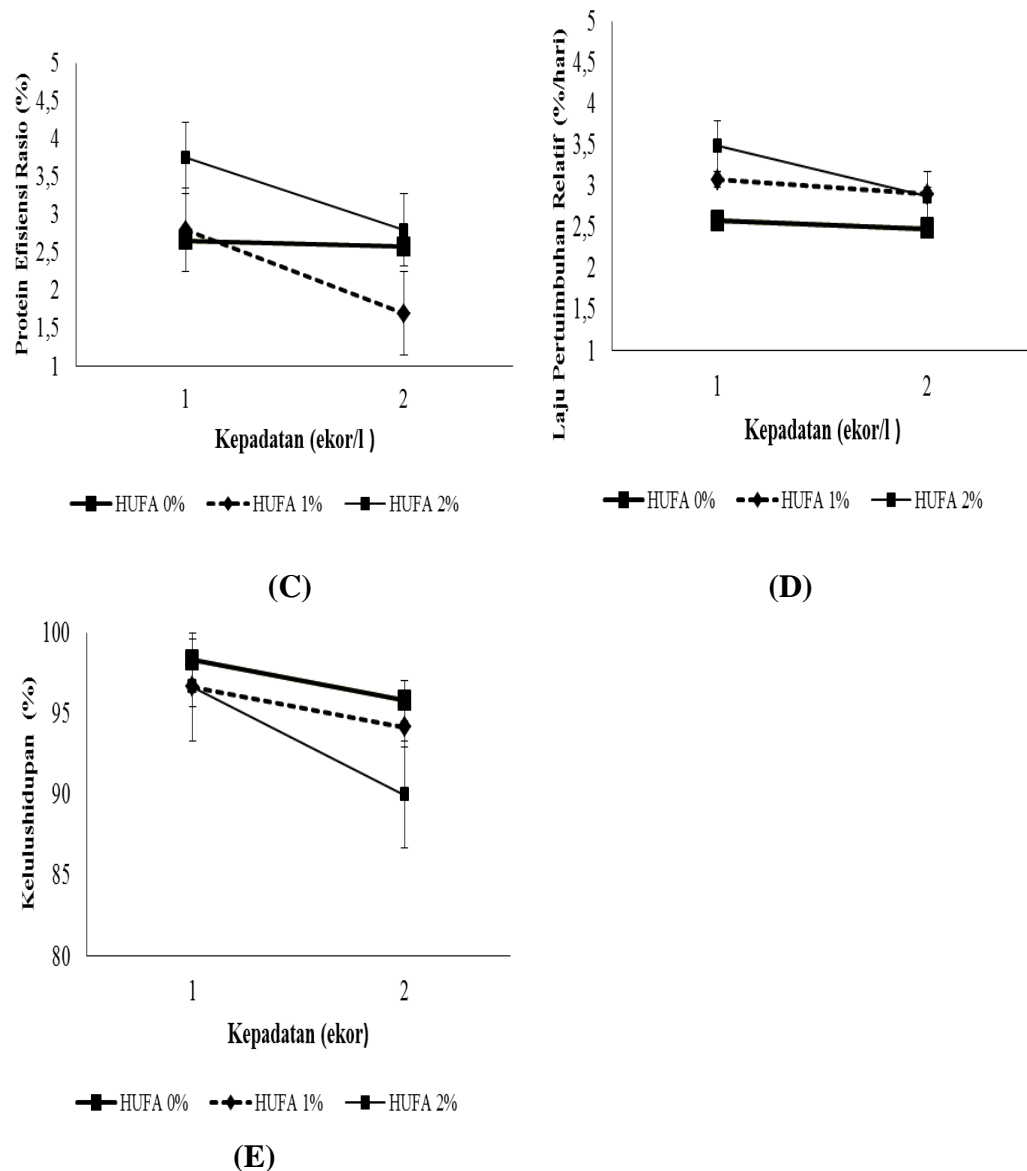 Protein Efisiensi Rasio (%)
5
4,5
4
3,5
3
2,5
2
1,5
1
1 2
Kepadatan (ekor/l )
HUFA 0% HUFA 1% HUFA 2%
(C)
Laju Pertuimbuhan Relatif (%/hari)
5
4,5
4
3,5
3
2,5
2
1,5
1
1 2
Kepadatan (ekor/l )
HUFA 0% HUFA 1% HUFA 2%
(D)
Kelulushidupan (%)
100
95
90
85
80
1 2
Kepadatan (ekor)
HUFA 0% HUFA 1% HUFA 2%
(E)